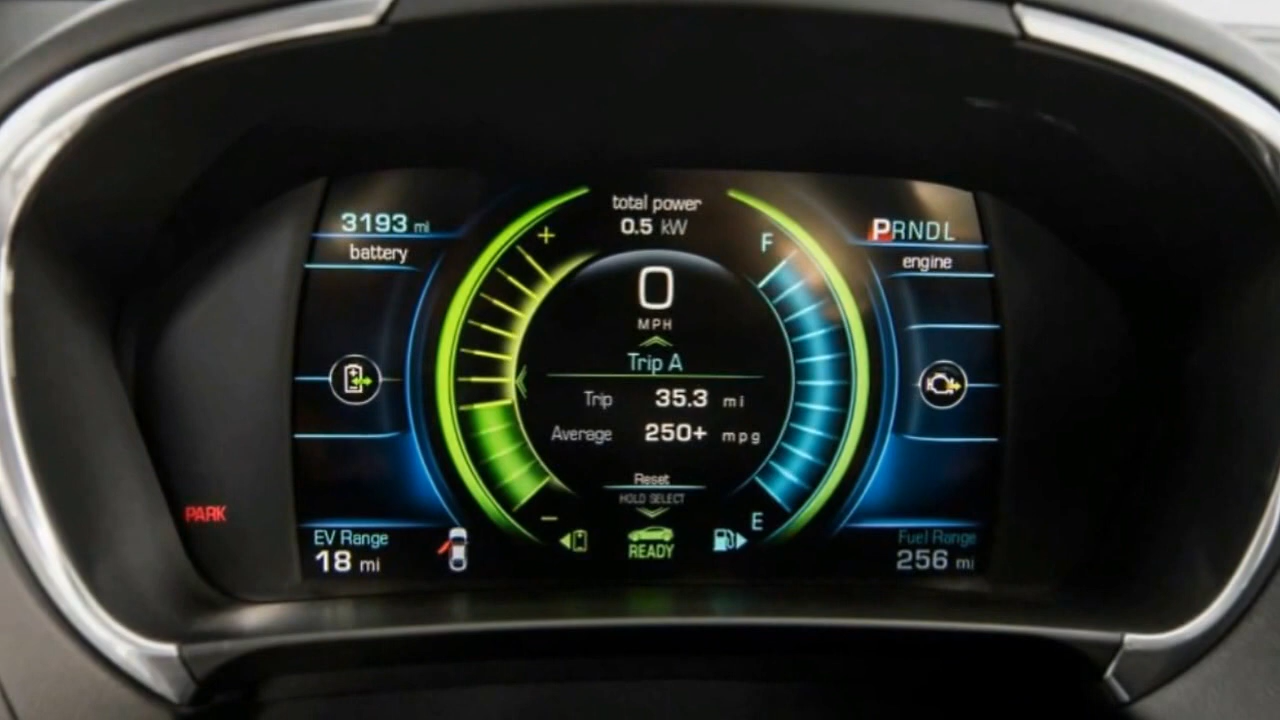 3193 mi
battery
total power
0.5 kW
PRNDL
engine
+
F
0
MPH
Trip A
Trip 35.3 mi
Average 250+ mpg
Reset
HOLD SELECT
−
E
READY
PARK
EV Range
18 mi
Fuel Range
256 mi